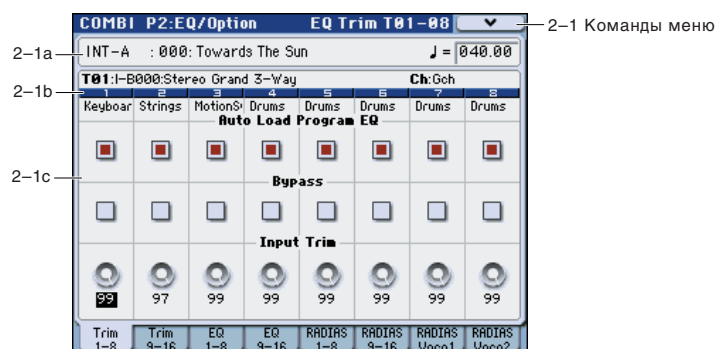 COMBI P2:EQ/Option EQ Trim T01-08
2-1 Команды меню
2-1a
INT-A :000: Towards The Sun ♩= 040.00
T01:I-B000:Stereo Grand 3-Way Ch:Gch
2-1b
1 2 3 4 5 6 7 8
Keyboar Strings MotionS Drums Drums Drums Drums Drums
Auto Load Program EQ
2-1c
Bypass
Input Trim
99 97 99 99 99 99 99 99
Trim Trim EQ EQ RADIAS RADIAS RADIAS RADIAS
1-8 9-16 1-8 9-16 1-8 9-16 Voco1 Voco2